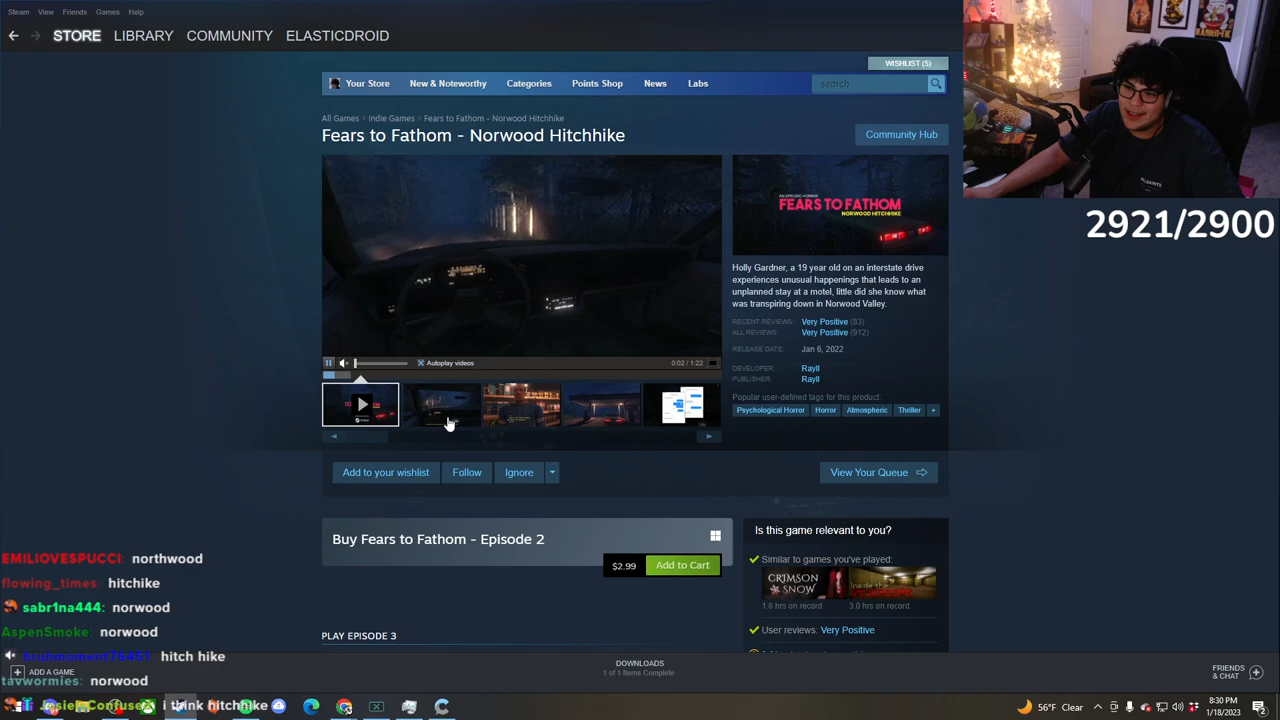 Steam View Friends Games Help
STORE LIBRARY COMMUNITY ELASTICDROID
WISHLIST (5)
Your Store New & Noteworthy Categories Points Shop News Labs search
All Games > Indie Games > Fears to Fathom - Norwood Hitchhike
Fears to Fathom - Norwood Hitchhike
Community Hub
FEARS TO FATHOM
NORWOOD HITCHHIKE
ALLSAINTS
2921/2900
Holly Gardner, a 19 year old on an interstate drive
experiences unusual happenings that leads to an
unplanned stay at a motel, little did she know what
was transpiring down in Norwood Valley.
RECENT REVIEWS: Very Positive (83)
ALL REVIEWS: Very Positive (912)
RELEASE DATE: Jan 6, 2022
DEVELOPER: Rayll
PUBLISHER: Rayll
Popular user-defined tags for this product:
Psychological Horror Horror Atmospheric Thriller +
Autoplay videos 0:02 / 1:22
Add to your wishlist Follow Ignore
View Your Queue
Buy Fears to Fathom - Episode 2
$2.99 Add to Cart
Is this game relevant to you?
Similar to games you've played:
CRIMSON SNOW
1.6 hrs on record 3.0 hrs on record
User reviews: Very Positive
PLAY EPISODE 3
EMILIOVESPUCCI: northwood
flowing_times: hitchike
sabr1na444: norwood
AspenSmoke: norwood
bruhmoment76451 hitch hike
tavwormies: norwood
JosieIsConfuseX: i think hitchhike
ADD A GAME
DOWNLOADS
1 of 1 Items Complete
FRIENDS
& CHAT
56°F Clear
8:30 PM
1/18/2023